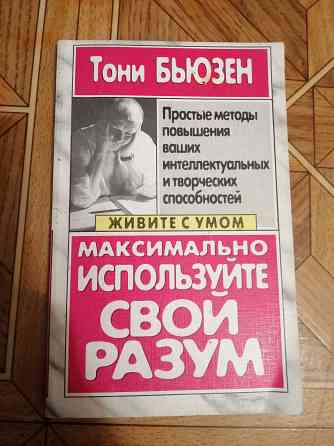 Тони БЬЮЗЕН
Простые методы
повышения
ваших
интеллектуальных
и творческих
способностей
ЖИВИТЕ С УМОМ
МАКСИМАЛЬНО
ИСПОЛЬЗУЙТЕ
СВОЙ
РАЗУМ